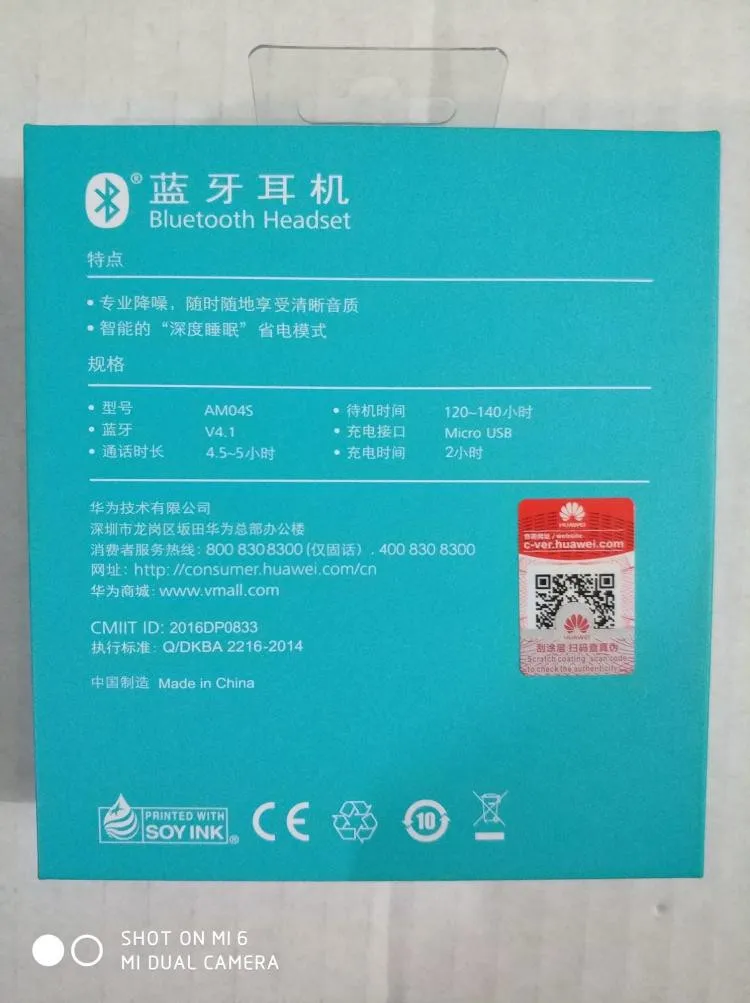 ® 蓝牙耳机
Bluetooth Headset
特点
• 专业降噪，随时随地享受清晰音质
• 智能的“深度睡眠”省电模式
规格
• 型号 AM04S • 待机时间 120~140小时
• 蓝牙 V4.1 • 充电接口 Micro USB
• 通话时长 4.5~5小时 • 充电时间 2小时
华为技术有限公司
深圳市龙岗区坂田华为总部办公楼
消费者服务热线: 800 830 8300 (仅固话) . 400 830 8300
网址: http://consumer.huawei.com/cn
华为商城: www.vmall.com
CMIIT ID: 2016DP0833
执行标准: Q/DKBA 2216-2014
中国制造 Made in China
HUAWEI
查询网址 / website
c-ver.huawei.com
HUAWEI
刮涂层 扫码查真伪
Scratch coating, scan code
to check the authenticity
PRINTED WITH
SOY INK®
CE
10
SHOT ON MI 6
MI DUAL CAMERA